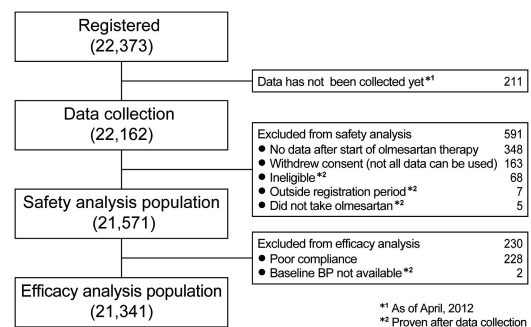 Registered
(22,373)
Data has not been collected yet*1 211
Data collection
(22,162)
Excluded from safety analysis 591
● No data after start of olmesartan therapy 348
● Withdrew consent (not all data can be used) 163
● Ineligible*2 68
● Outside registration period*2 7
● Did not take olmesartan*2 5
Safety analysis population
(21,571)
Excluded from efficacy analysis 230
● Poor compliance 228
● Baseline BP not available*2 2
Efficacy analysis population
(21,341)
*1 As of April, 2012
*2 Proven after data collection